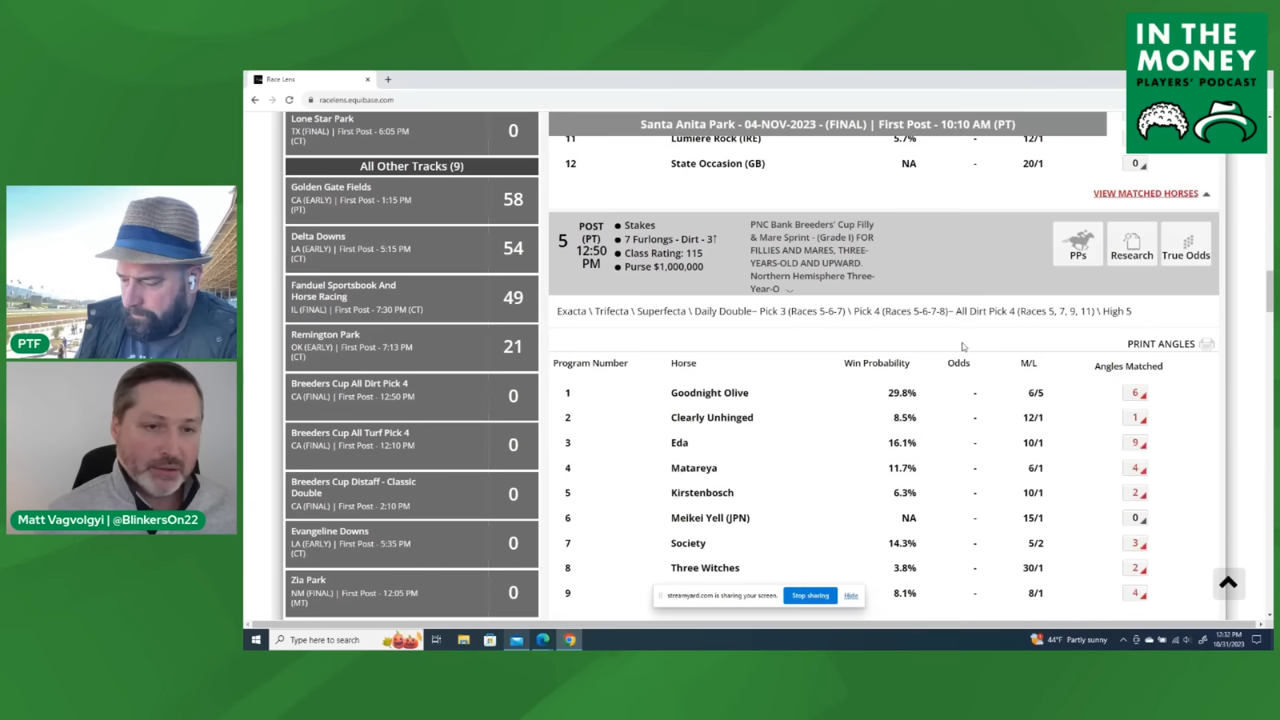 IN THE
MONEY
PLAYERS' PODCAST
Race Lens
racelens.equibase.com
Lone Star Park
TX (FINAL) | First Post - 6:05 PM
(CT)
0
All Other Tracks (9)
Golden Gate Fields
CA (EARLY) | First Post - 1:15 PM
(PT)
58
Delta Downs
LA (EARLY) | First Post - 5:15 PM
(CT)
54
Fanduel Sportsbook And
Horse Racing
IL (FINAL) | First Post - 7:30 PM (CT)
49
Remington Park
OK (EARLY) | First Post - 7:13 PM
(CT)
21
Breeders Cup All Dirt Pick 4
CA (FINAL) | First Post - 12:50 PM
0
Breeders Cup All Turf Pick 4
CA (FINAL) | First Post - 12:10 PM
0
Breeders Cup Distaff - Classic
Double
CA (FINAL) | First Post - 2:10 PM
0
Evangeline Downs
LA (EARLY) | First Post - 5:35 PM
(CT)
0
Zia Park
NM (FINAL) | First Post - 12:05 PM
(MT)
0
Santa Anita Park - 04-NOV-2023 - (FINAL) | First Post - 10:10 AM (PT)
11 Lumiere Rock (IRE) 5.7% - 12/1
12 State Occasion (GB) NA - 20/1 0
VIEW MATCHED HORSES
5
POST
(PT)
12:50
PM
• Stakes
• 7 Furlongs - Dirt - 3↑
• Class Rating: 115
• Purse $1,000,000
PNC Bank Breeders' Cup Filly
& Mare Sprint - (Grade I) FOR
FILLIES AND MARES, THREE-
YEARS-OLD AND UPWARD.
Northern Hemisphere Three-
Year-O
PPs
Research
True Odds
Exacta \ Trifecta \ Superfecta \ Daily Double~ Pick 3 (Races 5-6-7) \ Pick 4 (Races 5-6-7-8)~ All Dirt Pick 4 (Races 5, 7, 9, 11) \ High 5
PRINT ANGLES
Program Number Horse Win Probability Odds M/L Angles Matched
1 Goodnight Olive 29.8% - 6/5 6
2 Clearly Unhinged 8.5% - 12/1 1
3 Eda 16.1% - 10/1 9
4 Matareya 11.7% - 6/1 4
5 Kirstenbosch 6.3% - 10/1 2
6 Meikei Yell (JPN) NA - 15/1 0
7 Society 14.3% - 5/2 3
8 Three Witches 3.8% - 30/1 2
9 8.1% - 8/1 4
streamyard.com is sharing your screen.
Stop sharing
Hide
PTF
Matt Vagvolgyi | @BlinkersOn22
Type here to search
44°F Partly sunny
12:32 PM
10/31/2023